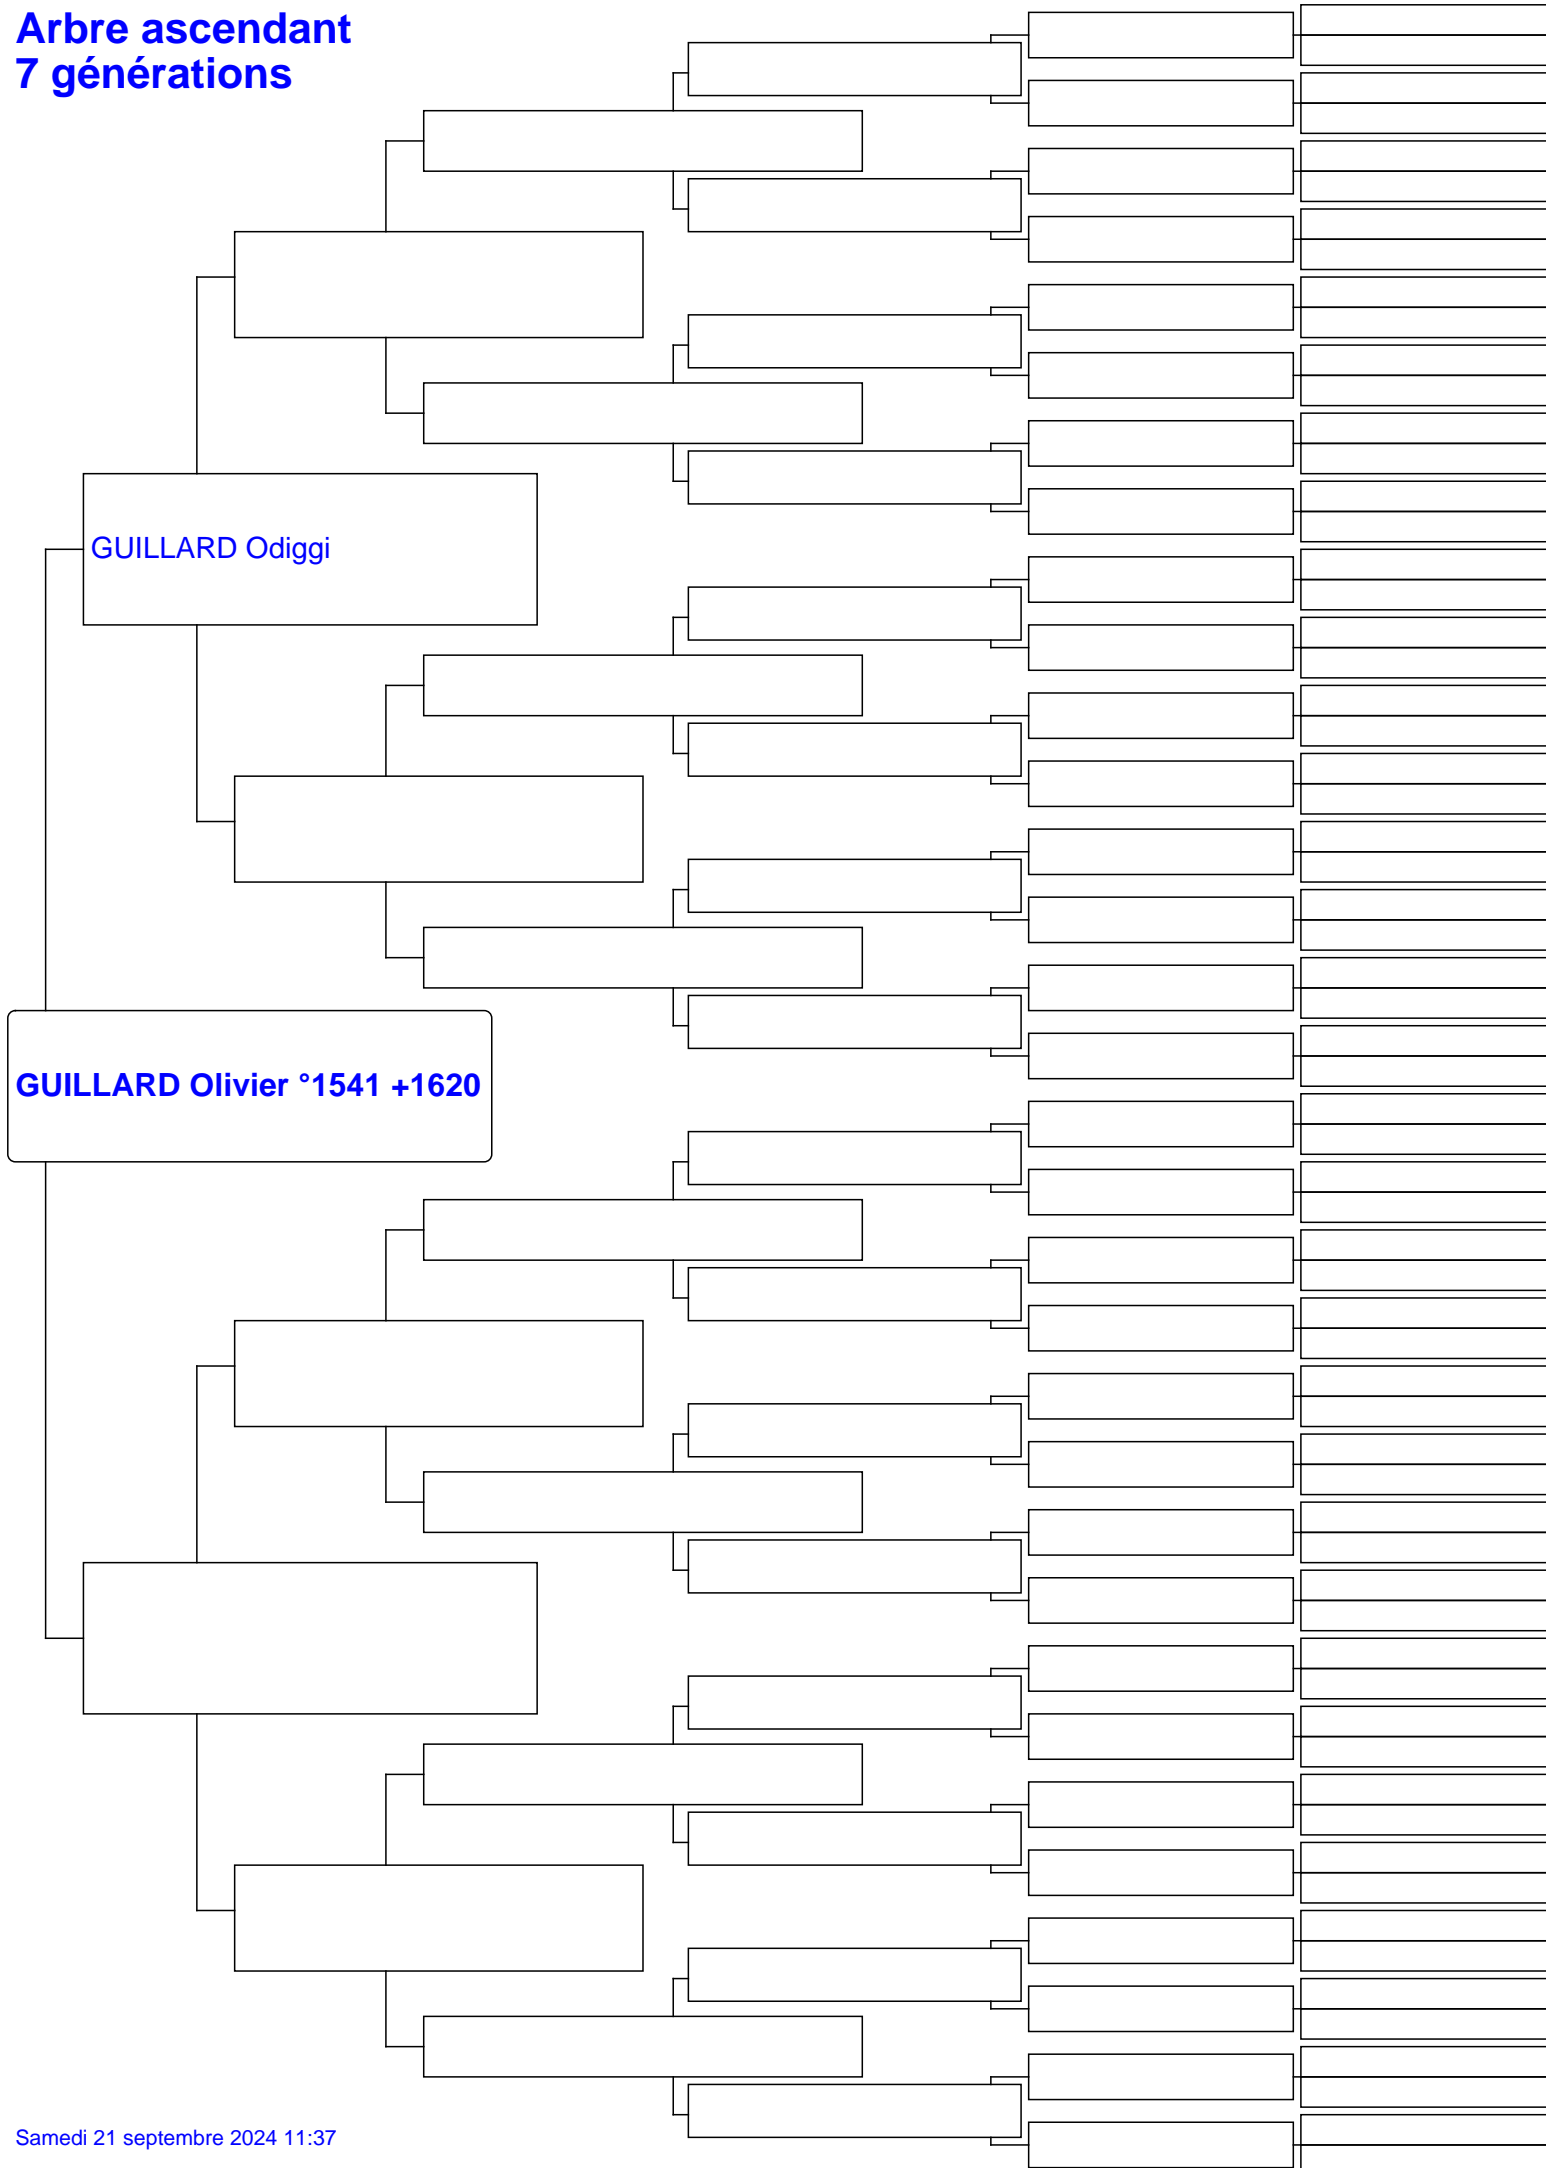 Arbre ascendant
7 générations
GUILLARD Odiggi
GUILLARD Olivier °1541 +1620
Samedi 21 septembre 2024 11:37